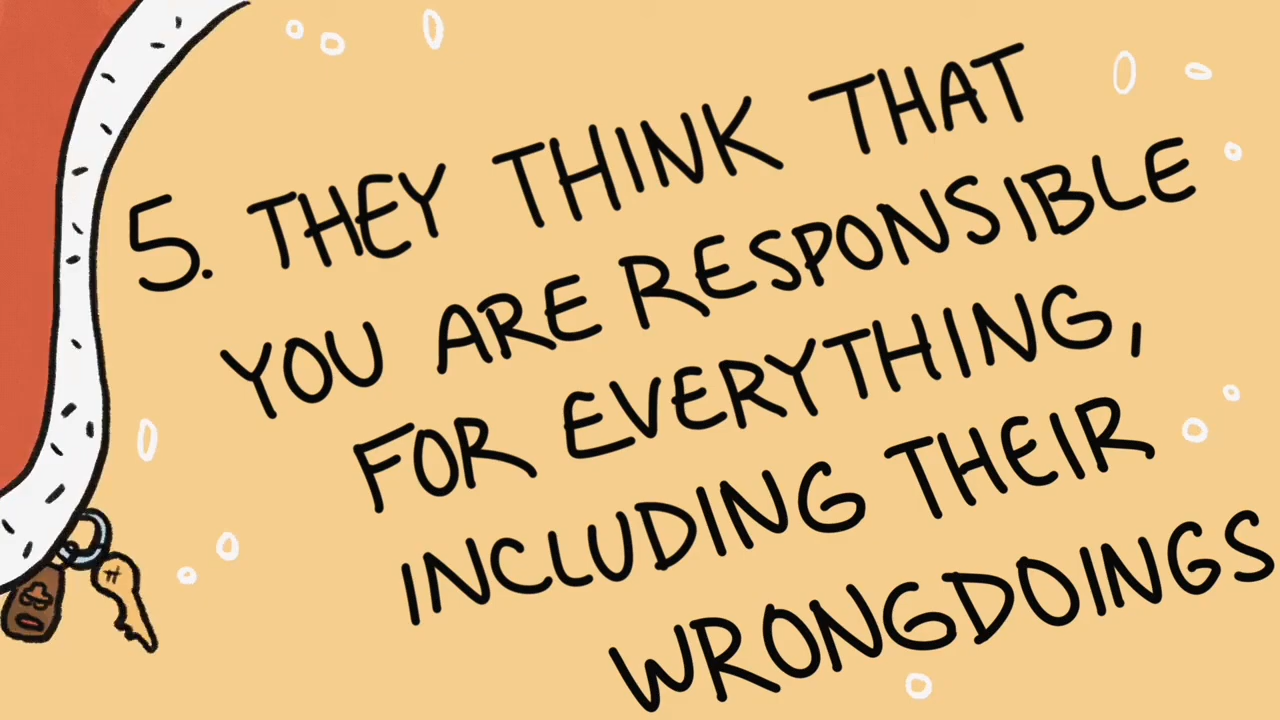 5. THEY THINK THAT
YOU ARE RESPONSIBLE
FOR EVERYTHING,
INCLUDING THEIR
WRONGDOINGS